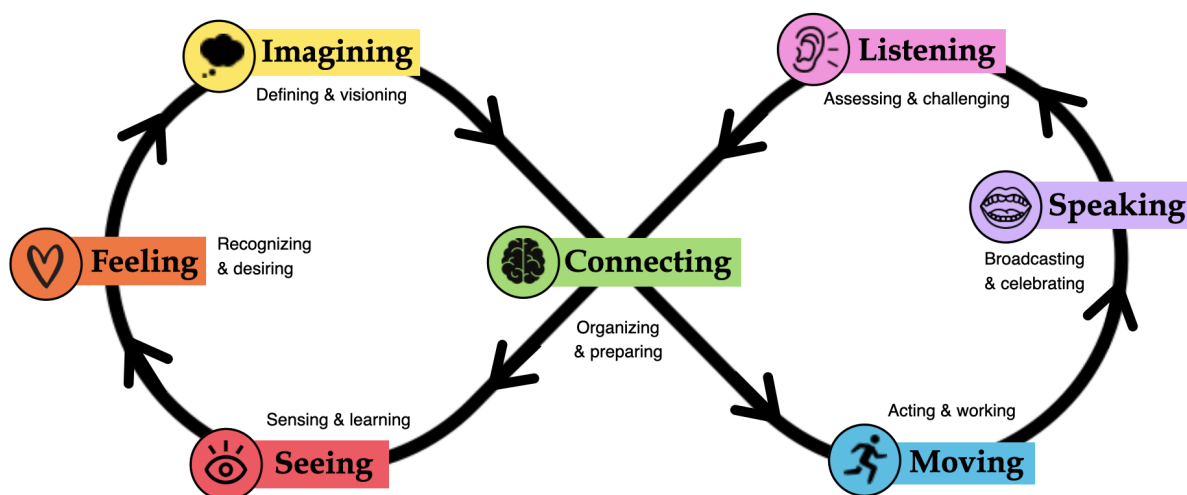 Imagining
Defining & visioning
Listening
Assessing & challenging
Speaking
Broadcasting
& celebrating
Feeling
Recognizing
& desiring
Connecting
Organizing
& preparing
Seeing
Sensing & learning
Moving
Acting & working